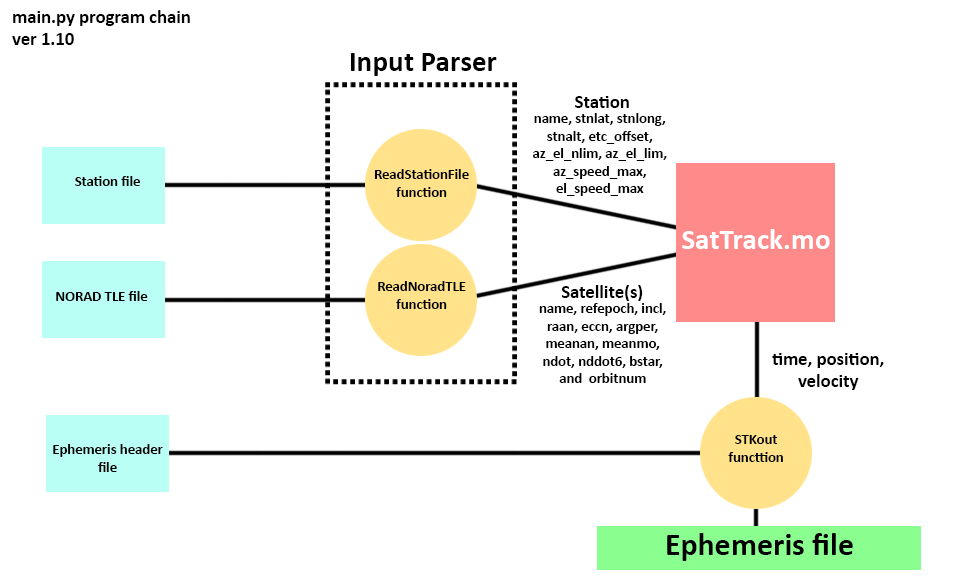 main.py program chain
ver 1.10
Input Parser
Station
name, stnlat, stnlong,
stnalt, etc_offset,
az_el_nlim, az_el_lim,
az_speed_max,
el_speed_max
Station file
ReadStationFile
function
SatTrack.mo
NORAD TLE file
ReadNoradTLE
function
Satellite(s)
name, refepoch, incl,
raan, eccn, argper,
meanan, meanmo,
ndot, nddot6, bstar,
and orbitnum
time, position,
velocity
Ephemeris header
file
STKout
functtion
Ephemeris file